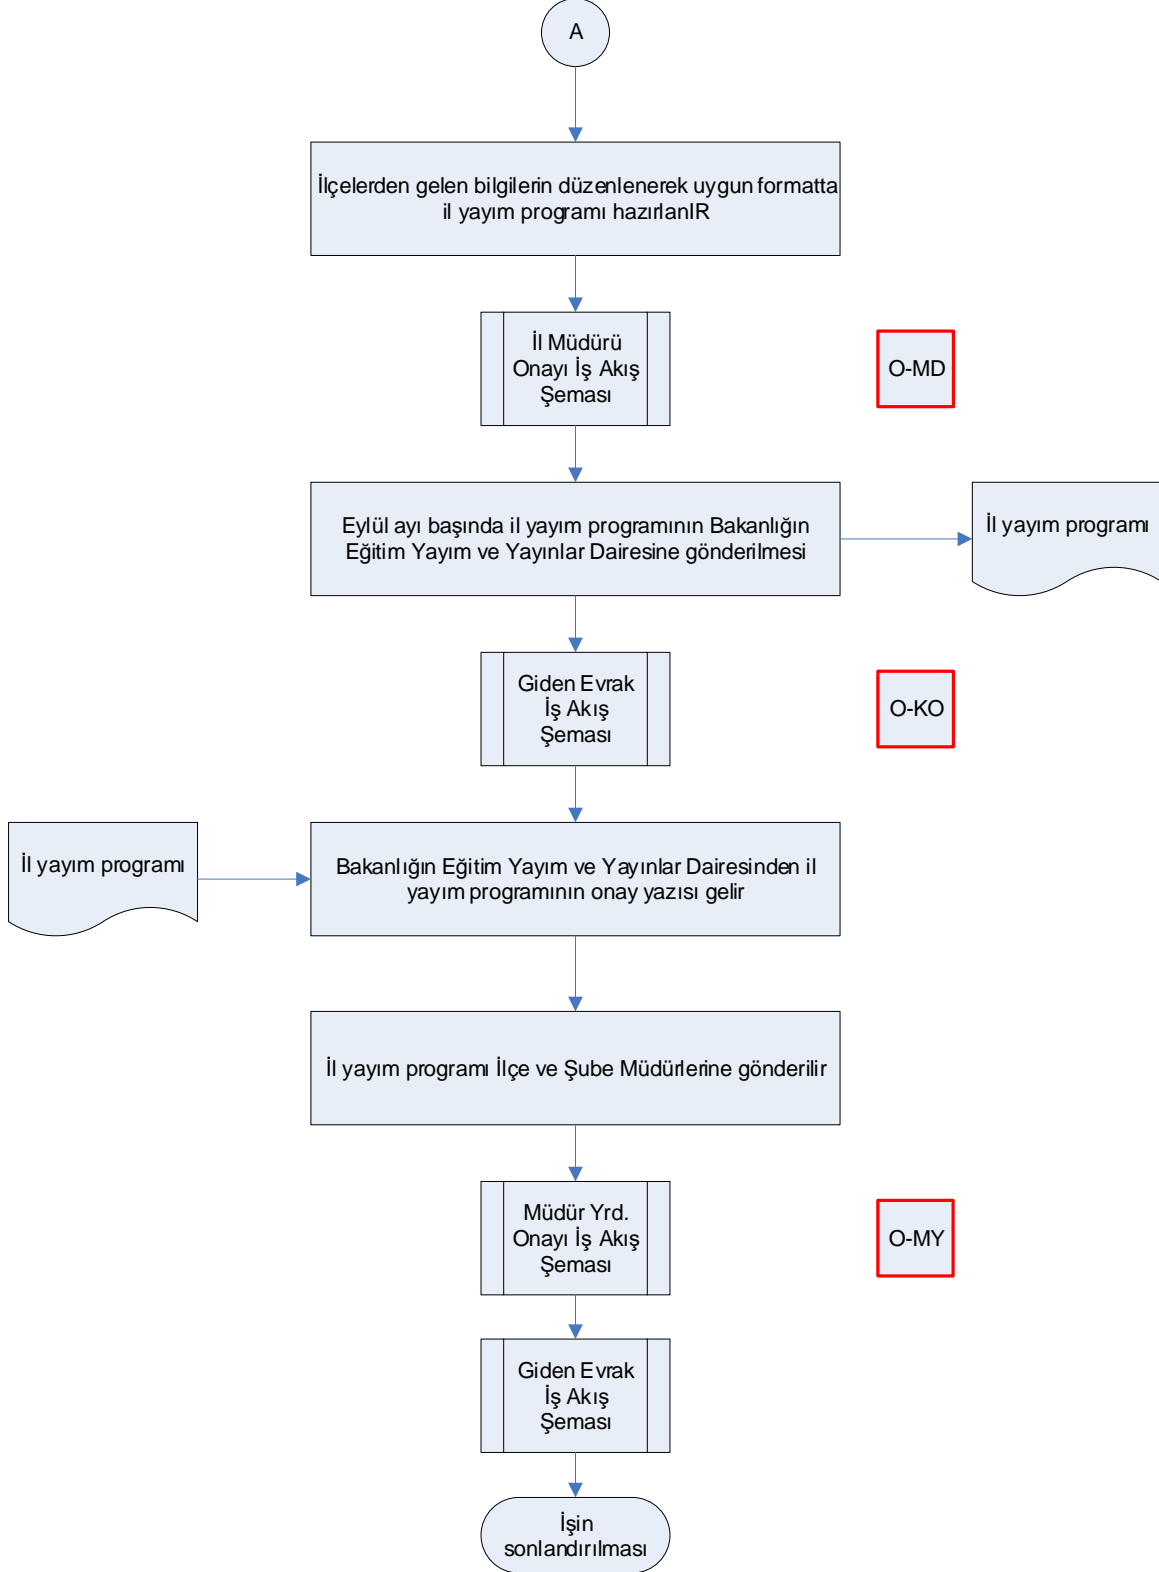 A
İlçelerden gelen bilgilerin düzenlenerek uygun formatta
il yayım programı hazırlanIR
İl Müdürü
Onayı İş Akış
Şeması
O-MD
Eylül ayı başında il yayım programının Bakanlığın
Eğitim Yayım ve Yayınlar Dairesine gönderilmesi
İl yayım programı
Giden Evrak
İş Akış
Şeması
O-KO
İl yayım programı
Bakanlığın Eğitim Yayım ve Yayınlar Dairesinden il
yayım programının onay yazısı gelir
İl yayım programı İlçe ve Şube Müdürlerine gönderilir
Müdür Yrd.
Onayı İş Akış
Şeması
O-MY
Giden Evrak
İş Akış
Şeması
İşin
sonlandırılması